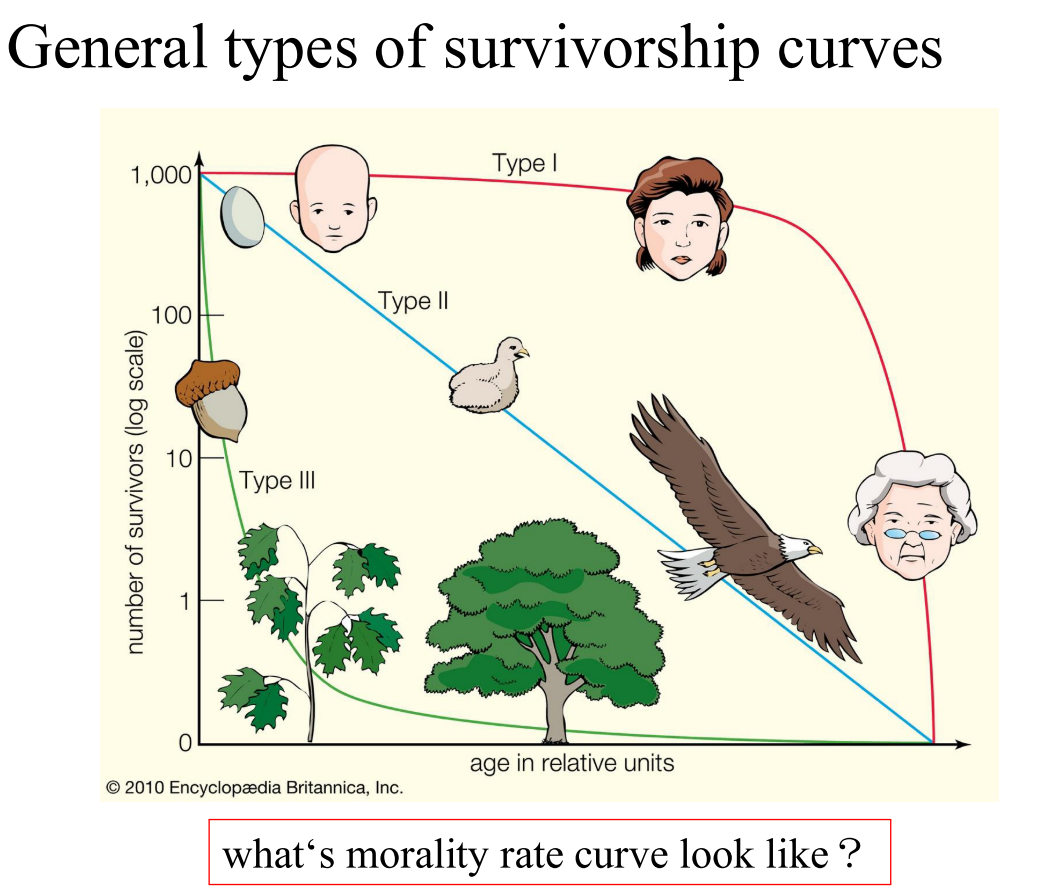 General types of survivorship curves
Type I
1,000
Type II
100
number of survivors (log scale)
10
Type III
1
0
age in relative units
© 2010 Encyclopædia Britannica, Inc.
what‘s morality rate curve look like？